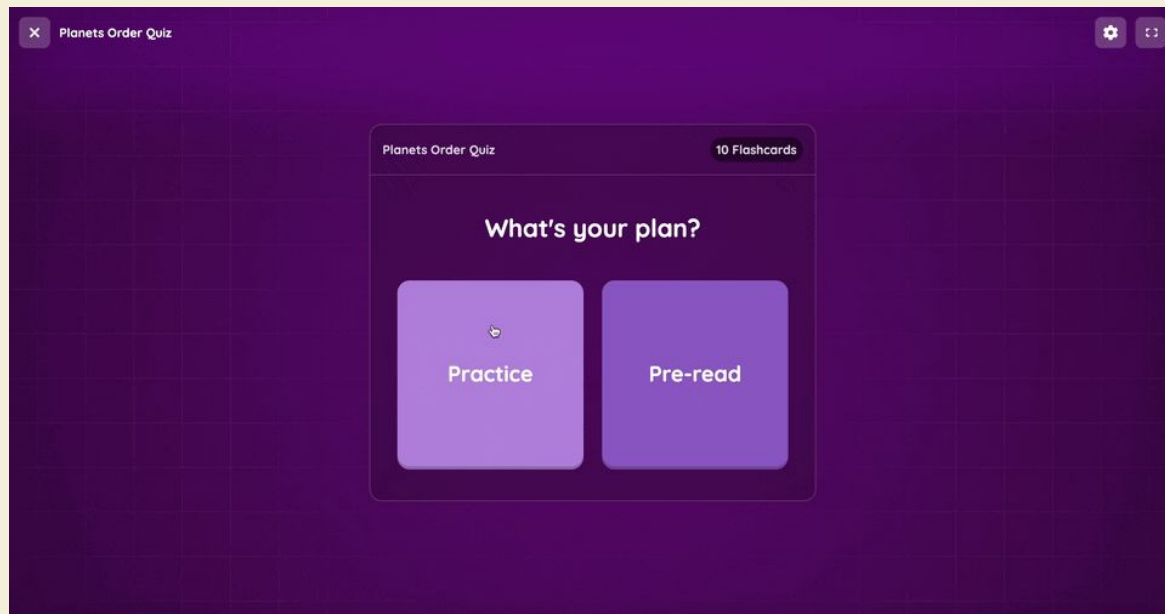 Planets Order Quiz
Planets Order Quiz
10 Flashcards
What's your plan?
Practice
Pre-read